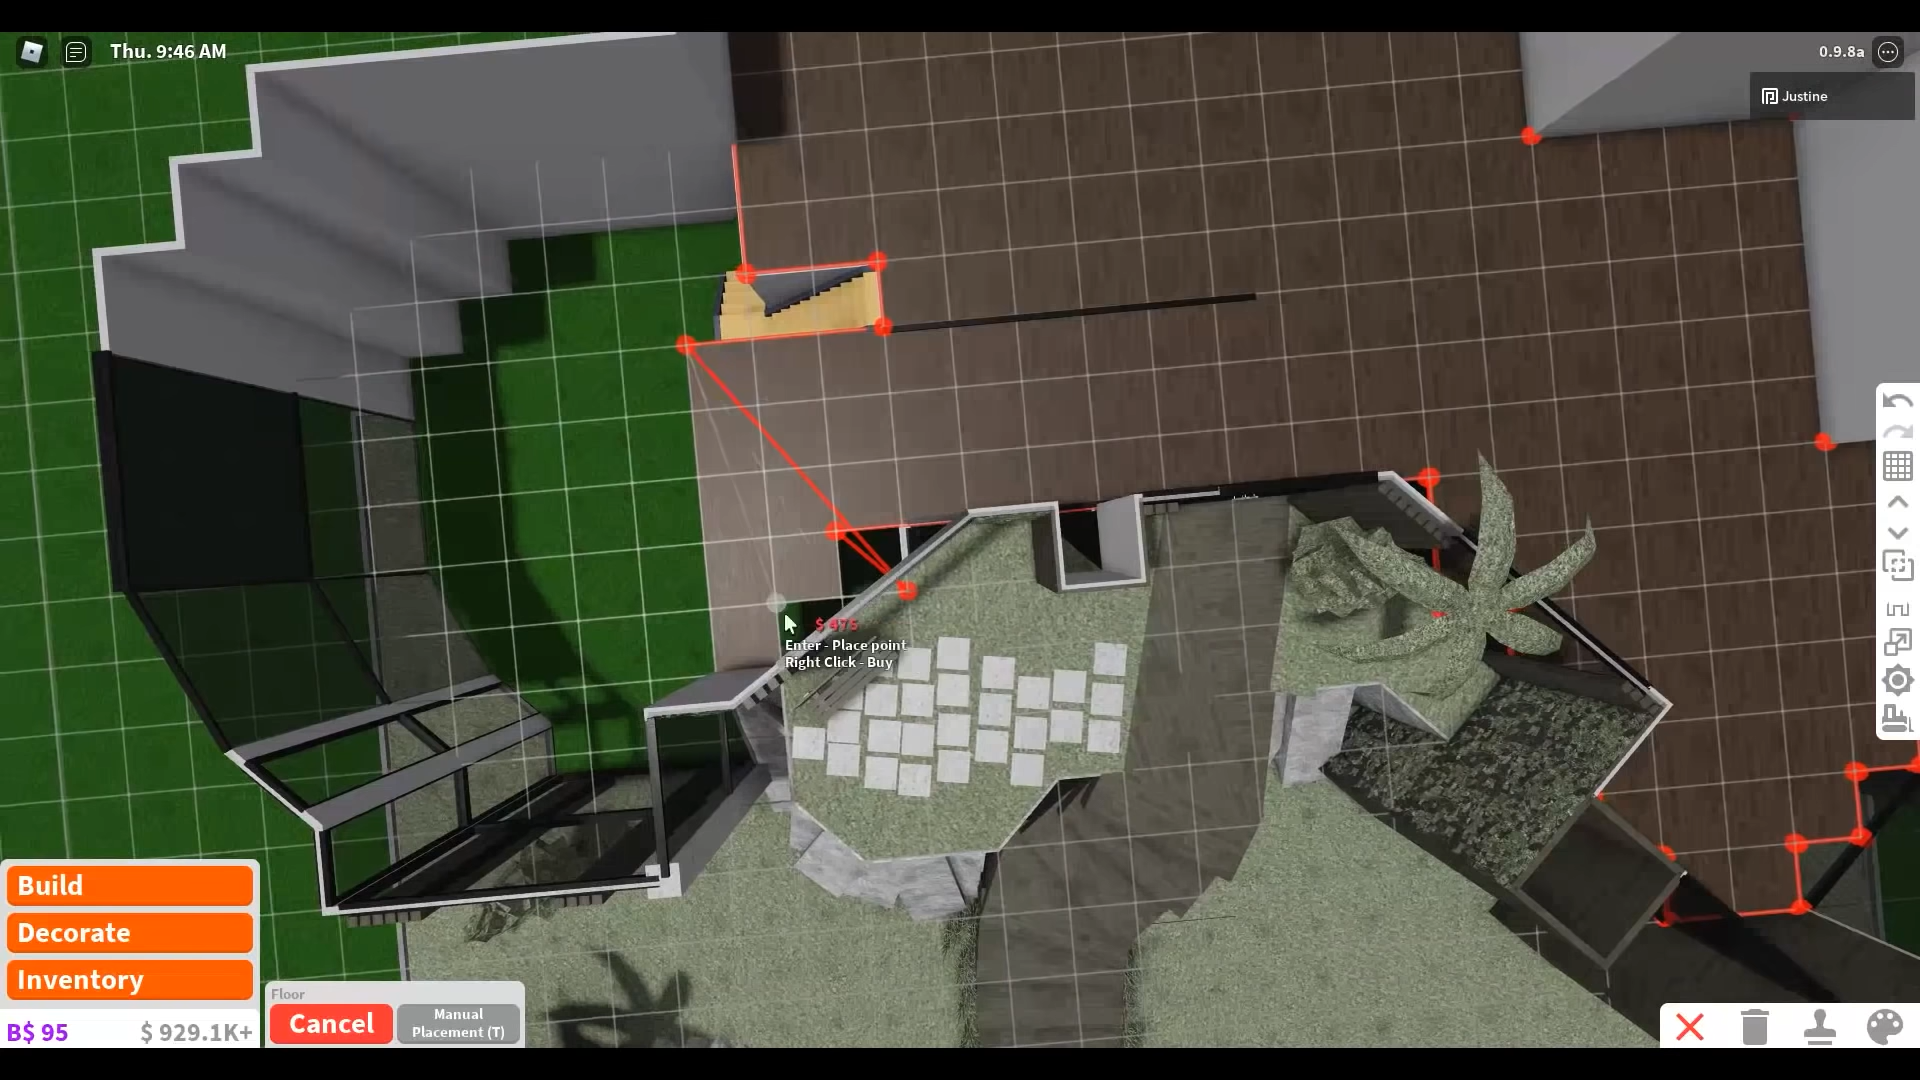 Thu. 9:46 AM
0.9.8a
Justine
$ 475
Enter - Place point
Right Click - Buy
Build
Decorate
Inventory
B$ 95
$ 929.1K+
Floor
Cancel
Manual
Placement (T)